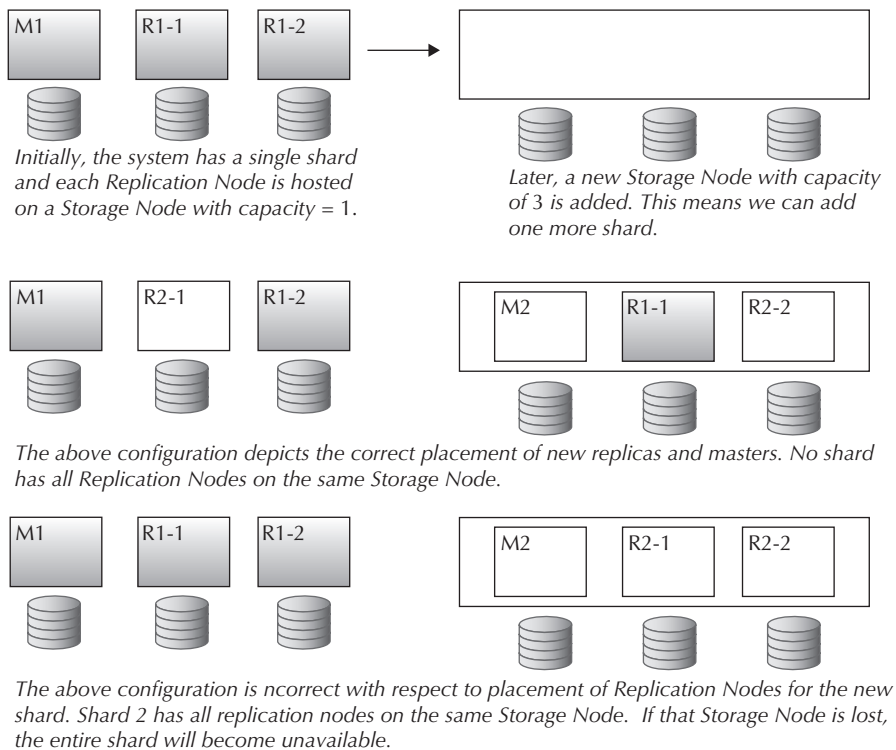 M1
R1-1
R1-2
Initially, the system has a single shard
and each Replication Node is hosted
on a Storage Node with capacity = 1.
Later, a new Storage Node with capacity
of 3 is added. This means we can add
one more shard.
M1
R2-1
R1-2
M2
R1-1
R2-2
The above configuration depicts the correct placement of new replicas and masters. No shard
has all Replication Nodes on the same Storage Node.
M1
R1-1
R1-2
M2
R2-1
R2-2
The above configuration is ncorrect with respect to placement of Replication Nodes for the new
shard. Shard 2 has all replication nodes on the same Storage Node. If that Storage Node is lost,
the entire shard will become unavailable.